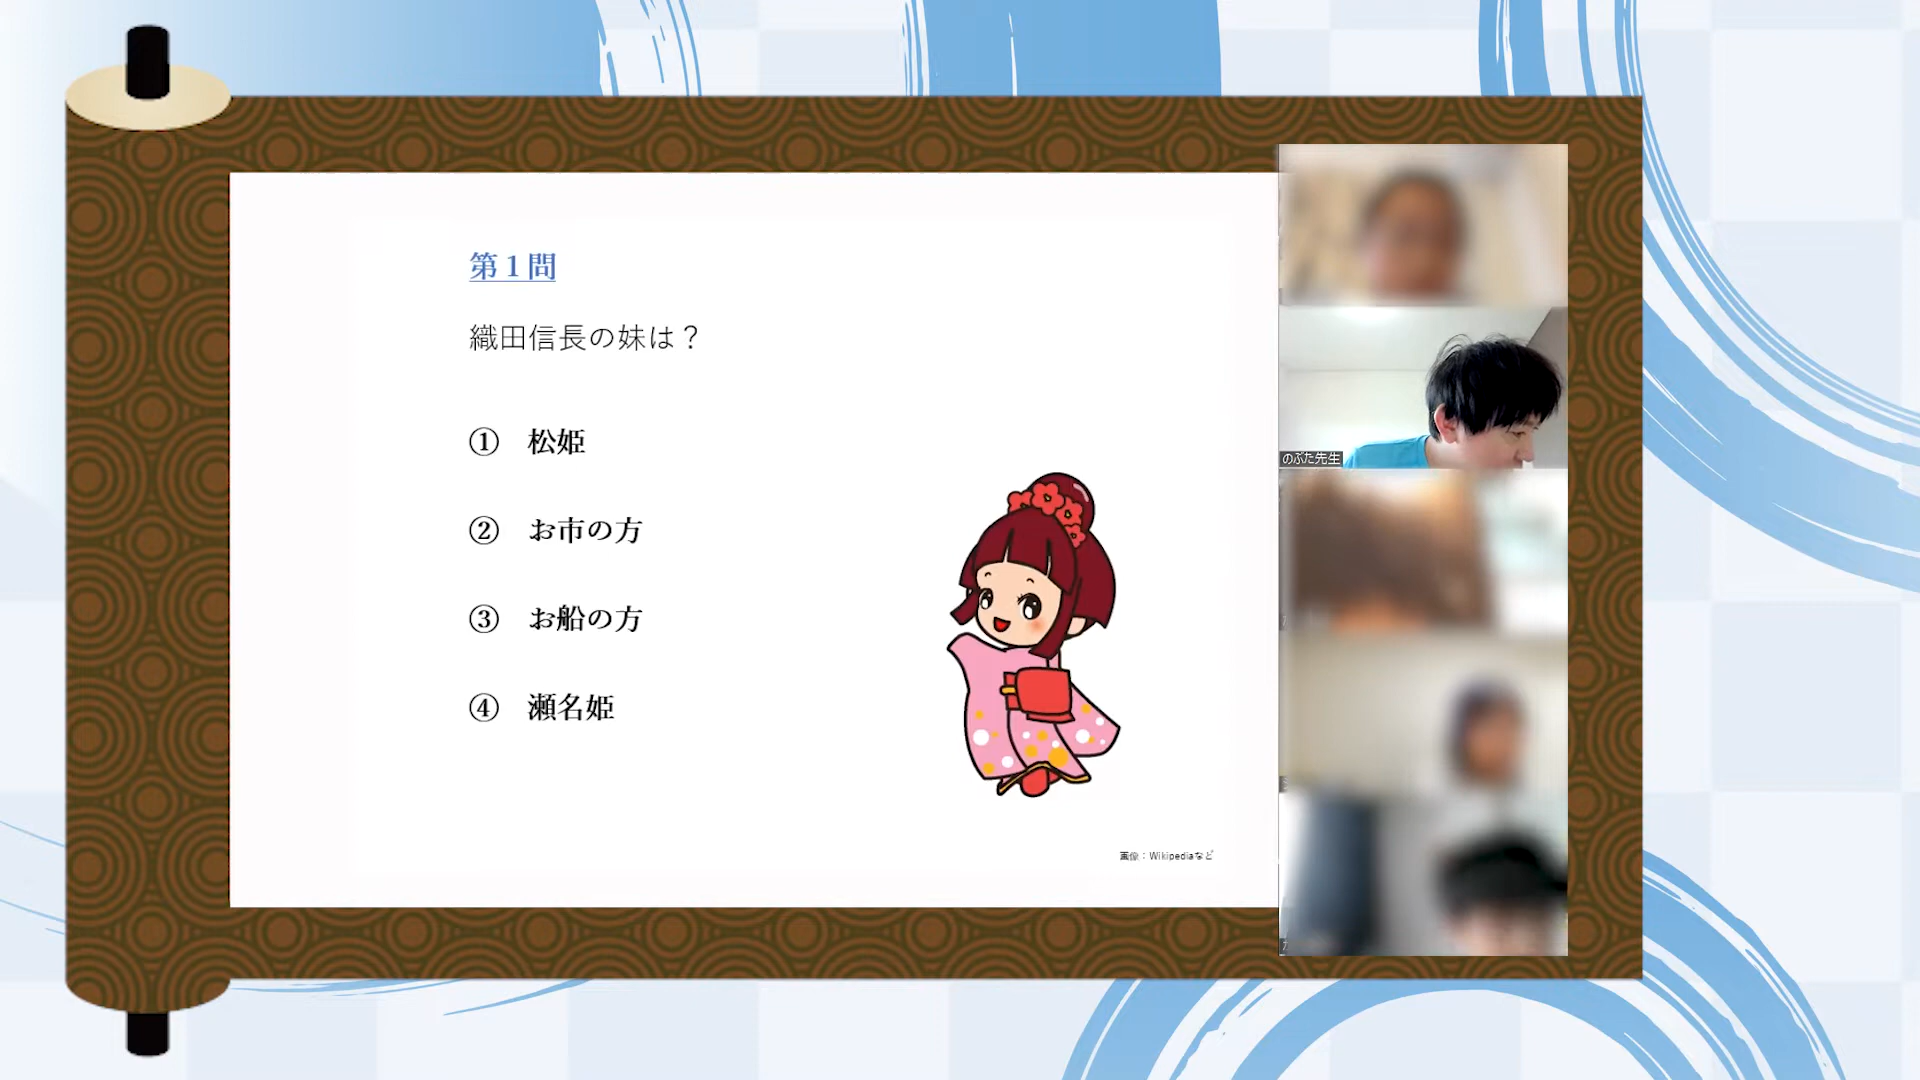 第１問
織田信長の妹は？
①　松姫
②　お市の方
③　お船の方
④　瀬名姫
画像：Wikipediaなど
のぶた先生